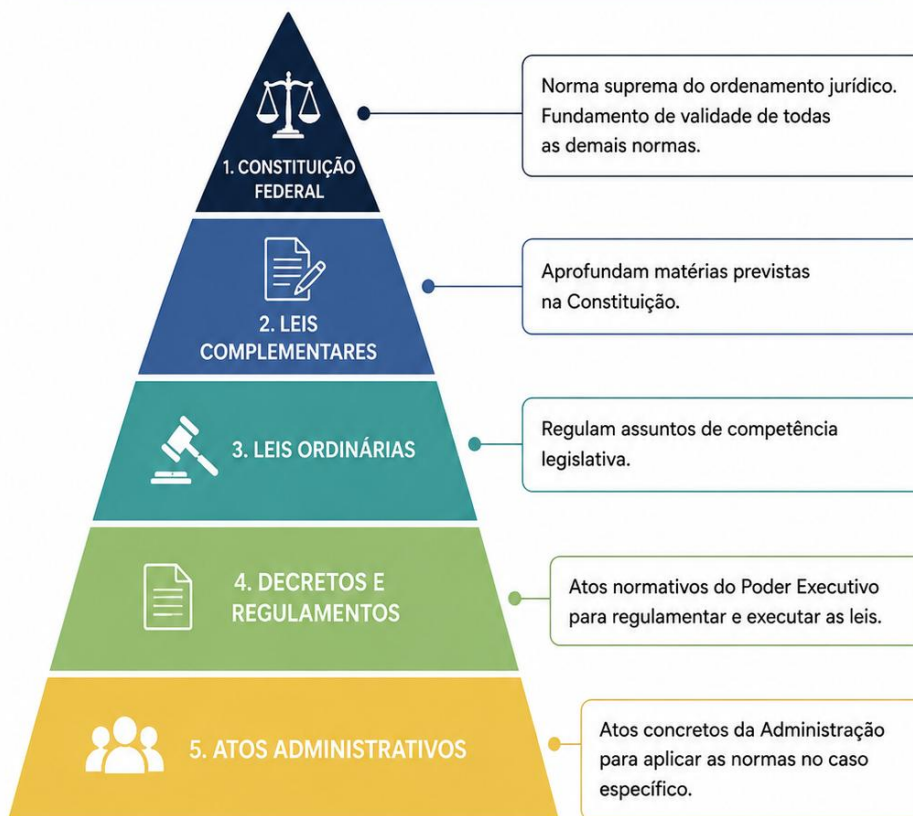 1. CONSTITUIÇÃO
FEDERAL
Norma suprema do ordenamento jurídico.
Fundamento de validade de todas
as demais normas.
2. LEIS
COMPLEMENTARES
Aprofundam matérias previstas
na Constituição.
3. LEIS ORDINÁRIAS
Regulam assuntos de competência
legislativa.
4. DECRETOS E
REGULAMENTOS
Atos normativos do Poder Executivo
para regulamentar e executar as leis.
5. ATOS ADMINISTRATIVOS
Atos concretos da Administração
para aplicar as normas no caso
específico.